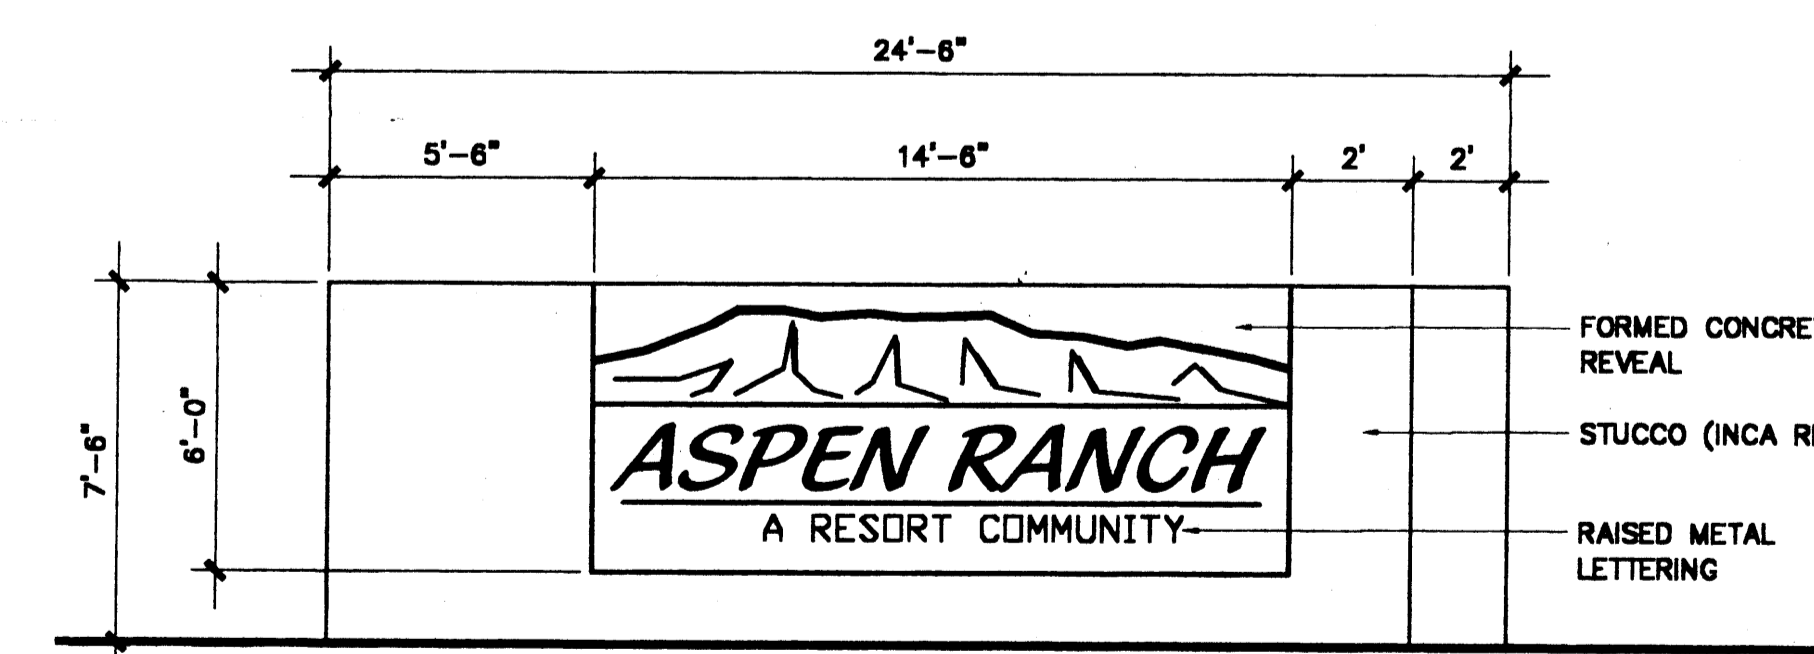 24'-6"
5'-6"
14'-6"
2'
2'
7'-6"
6'-0"
FORMED CONCRE
REVEAL
STUCCO (INCA R
ASPEN RANCH
A RESORT COMMUNITY
RAISED METAL
LETTERING